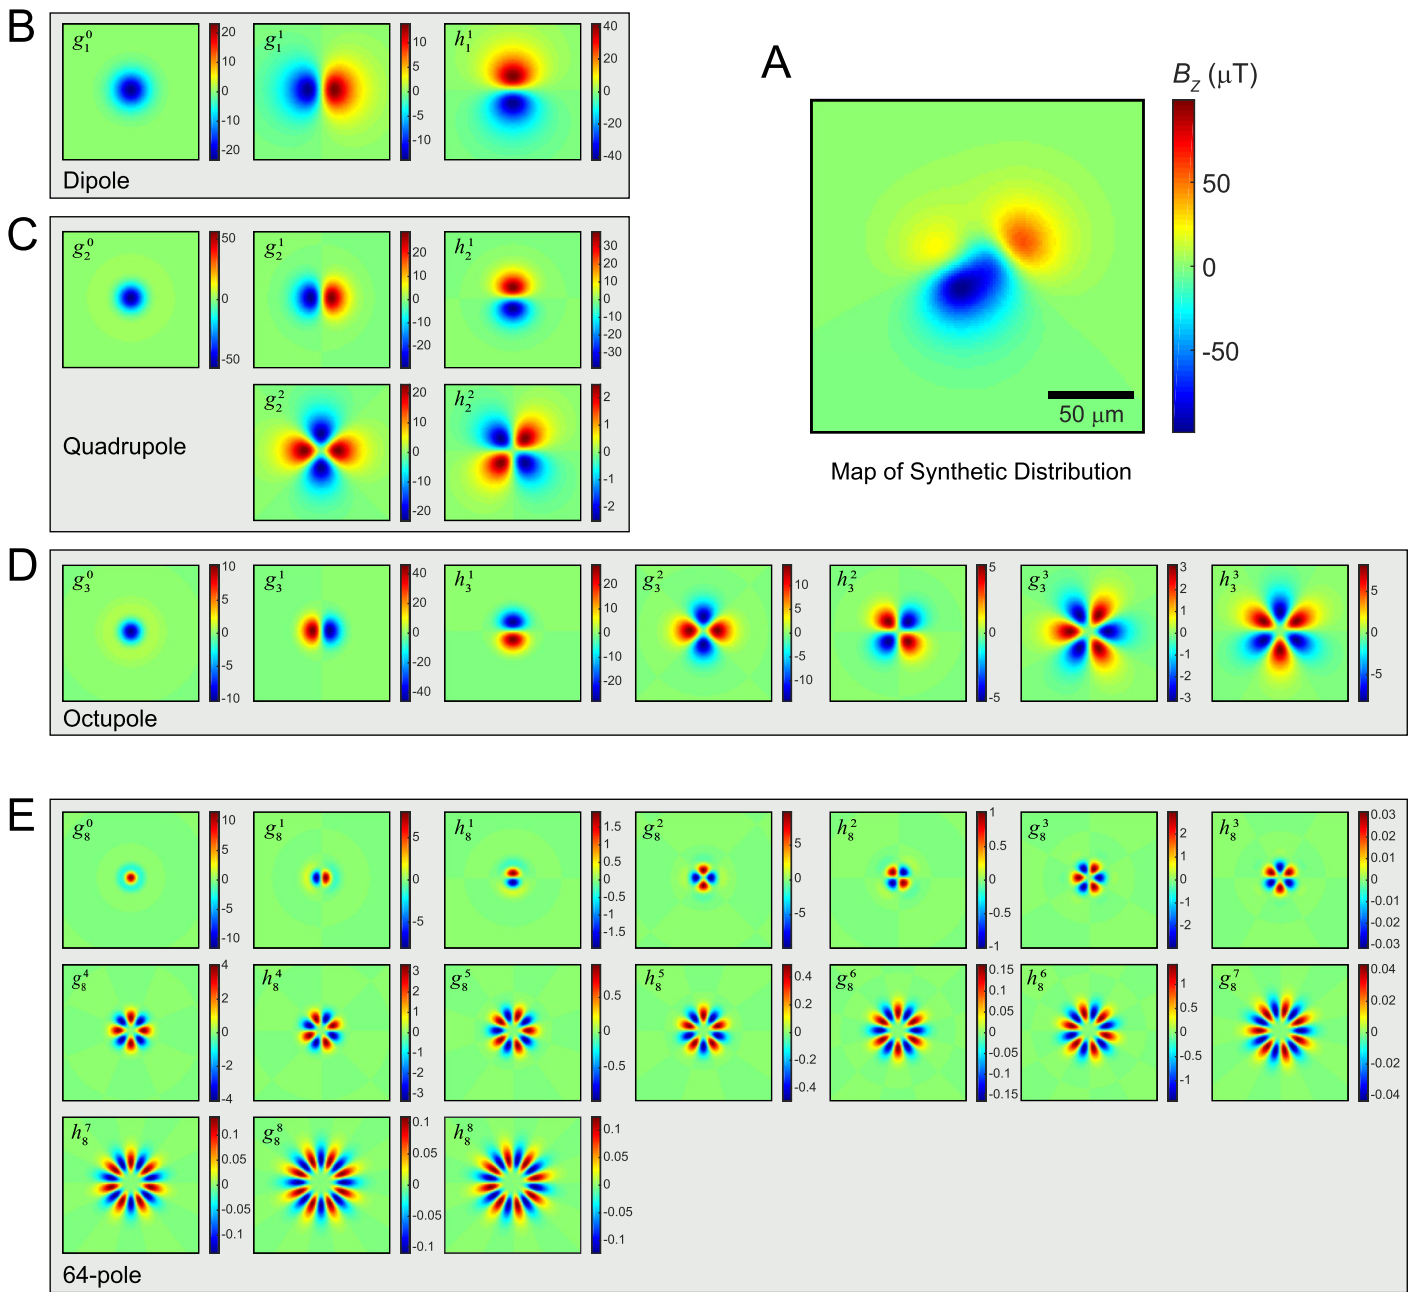 B
g₁⁰ g₁¹ h₁¹
20 10 0 -10 -20
10 5 0 -5 -10
40 20 0 -20 -40
Dipole
A
B_Z (μT)
50
0
-50
50 μm
Map of Synthetic Distribution
C
g₂⁰ g₂¹ h₂¹
50 0 -50
20 10 0 -10 -20
30 20 10 0 -10 -20 -30
g₂² h₂²
20 10 0 -10 -20
2 1 0 -1 -2
Quadrupole
D
g₃⁰ g₃¹ h₃¹ g₃² h₃² g₃³ h₃³
10 5 0 -5 -10
40 20 0 -20 -40
20 10 0 -10 -20
10 5 0 -5 -10
5 0 -5
3 2 1 0 -1 -2 -3
5 0 -5
Octupole
E
g₈⁰ g₈¹ h₈¹ g₈² h₈² g₈³ h₈³
10 5 0 -5 -10
5 0 -5
1.5 1 0.5 0 -0.5 -1 -1.5
5 0 -5
1 0.5 0 -0.5 -1
2 1 0 -1 -2
0.03 0.02 0.01 0 -0.01 -0.02 -0.03
g₈⁴ h₈⁴ g₈⁵ h₈⁵ g₈⁶ h₈⁶ g₈⁷
4 2 0 -2 -4
3 2 1 0 -1 -2 -3
0.5 0 -0.5
0.4 0.2 0 -0.2 -0.4
0.15 0.1 0.05 0 -0.05 -0.1 -0.15
1 0.5 0 -0.5 -1
0.04 0.02 0 -0.02 -0.04
h₈⁷ g₈⁸ h₈⁸
0.1 0.05 0 -0.05 -0.1
0.1 0.05 0 -0.05 -0.1
0.1 0.05 0 -0.05 -0.1
64-pole